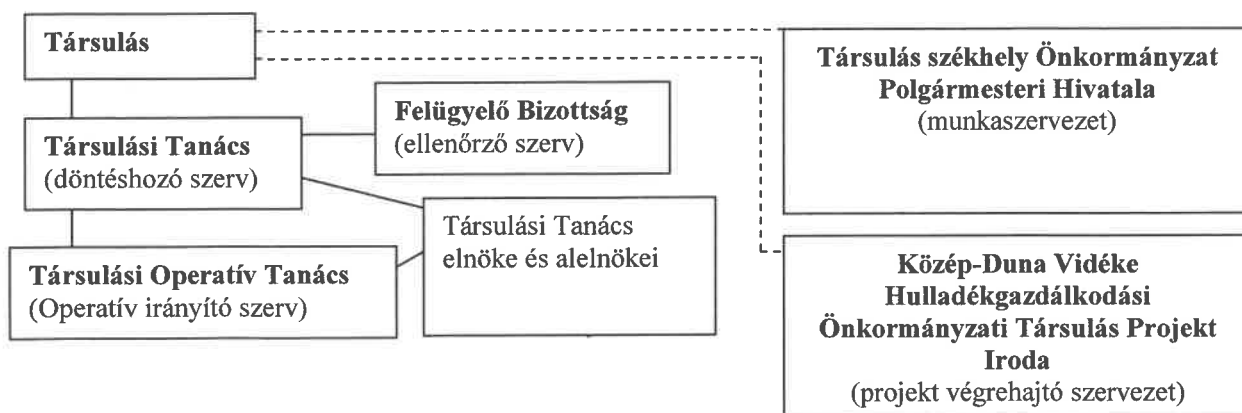 Társulás
Társulási Tanács
(döntéshozó szerv)
Felügyelő Bizottság
(ellenőrző szerv)
Társulási Tanács
elnöke és alelnökei
Társulási Operatív Tanács
(Operatív irányító szerv)
Társulás székhely Önkormányzat
Polgármesteri Hivatala
(munkaszervezet)
Közép-Duna Vidéke
Hulladékgazdálkodási
Önkormányzati Társulás Projekt
Iroda
(projekt végrehajtó szervezet)